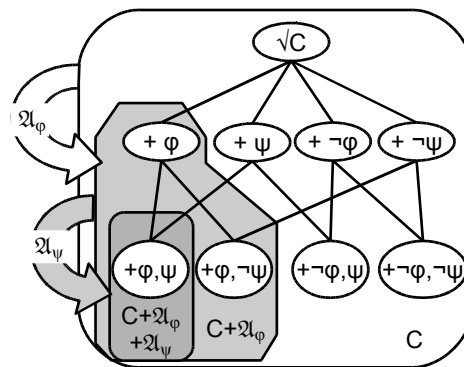 √C
𝔄φ
+ φ
+ ψ
+ ¬φ
+ ¬ψ
𝔄ψ
+φ,ψ
+φ,¬ψ
+¬φ,ψ
+¬φ,¬ψ
C+𝔄φ
+𝔄ψ
C+𝔄φ
C